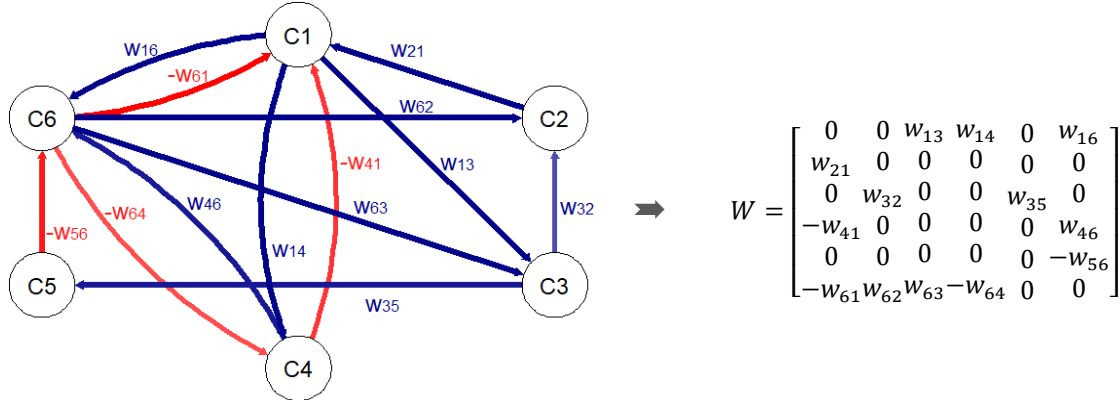 C1
W16
W21
-W61
C6
W62
C2
-W41
W13
-W64
W46
W63
W32
-W56
W14
C5
C3
W35
C4
W =
0 0 w13 w14 0 w16
w21 0 0 0 0 0
0 w32 0 0 w35 0
−w41 0 0 0 0 w46
0 0 0 0 0 −w56
−w61 w62 w63 −w64 0 0